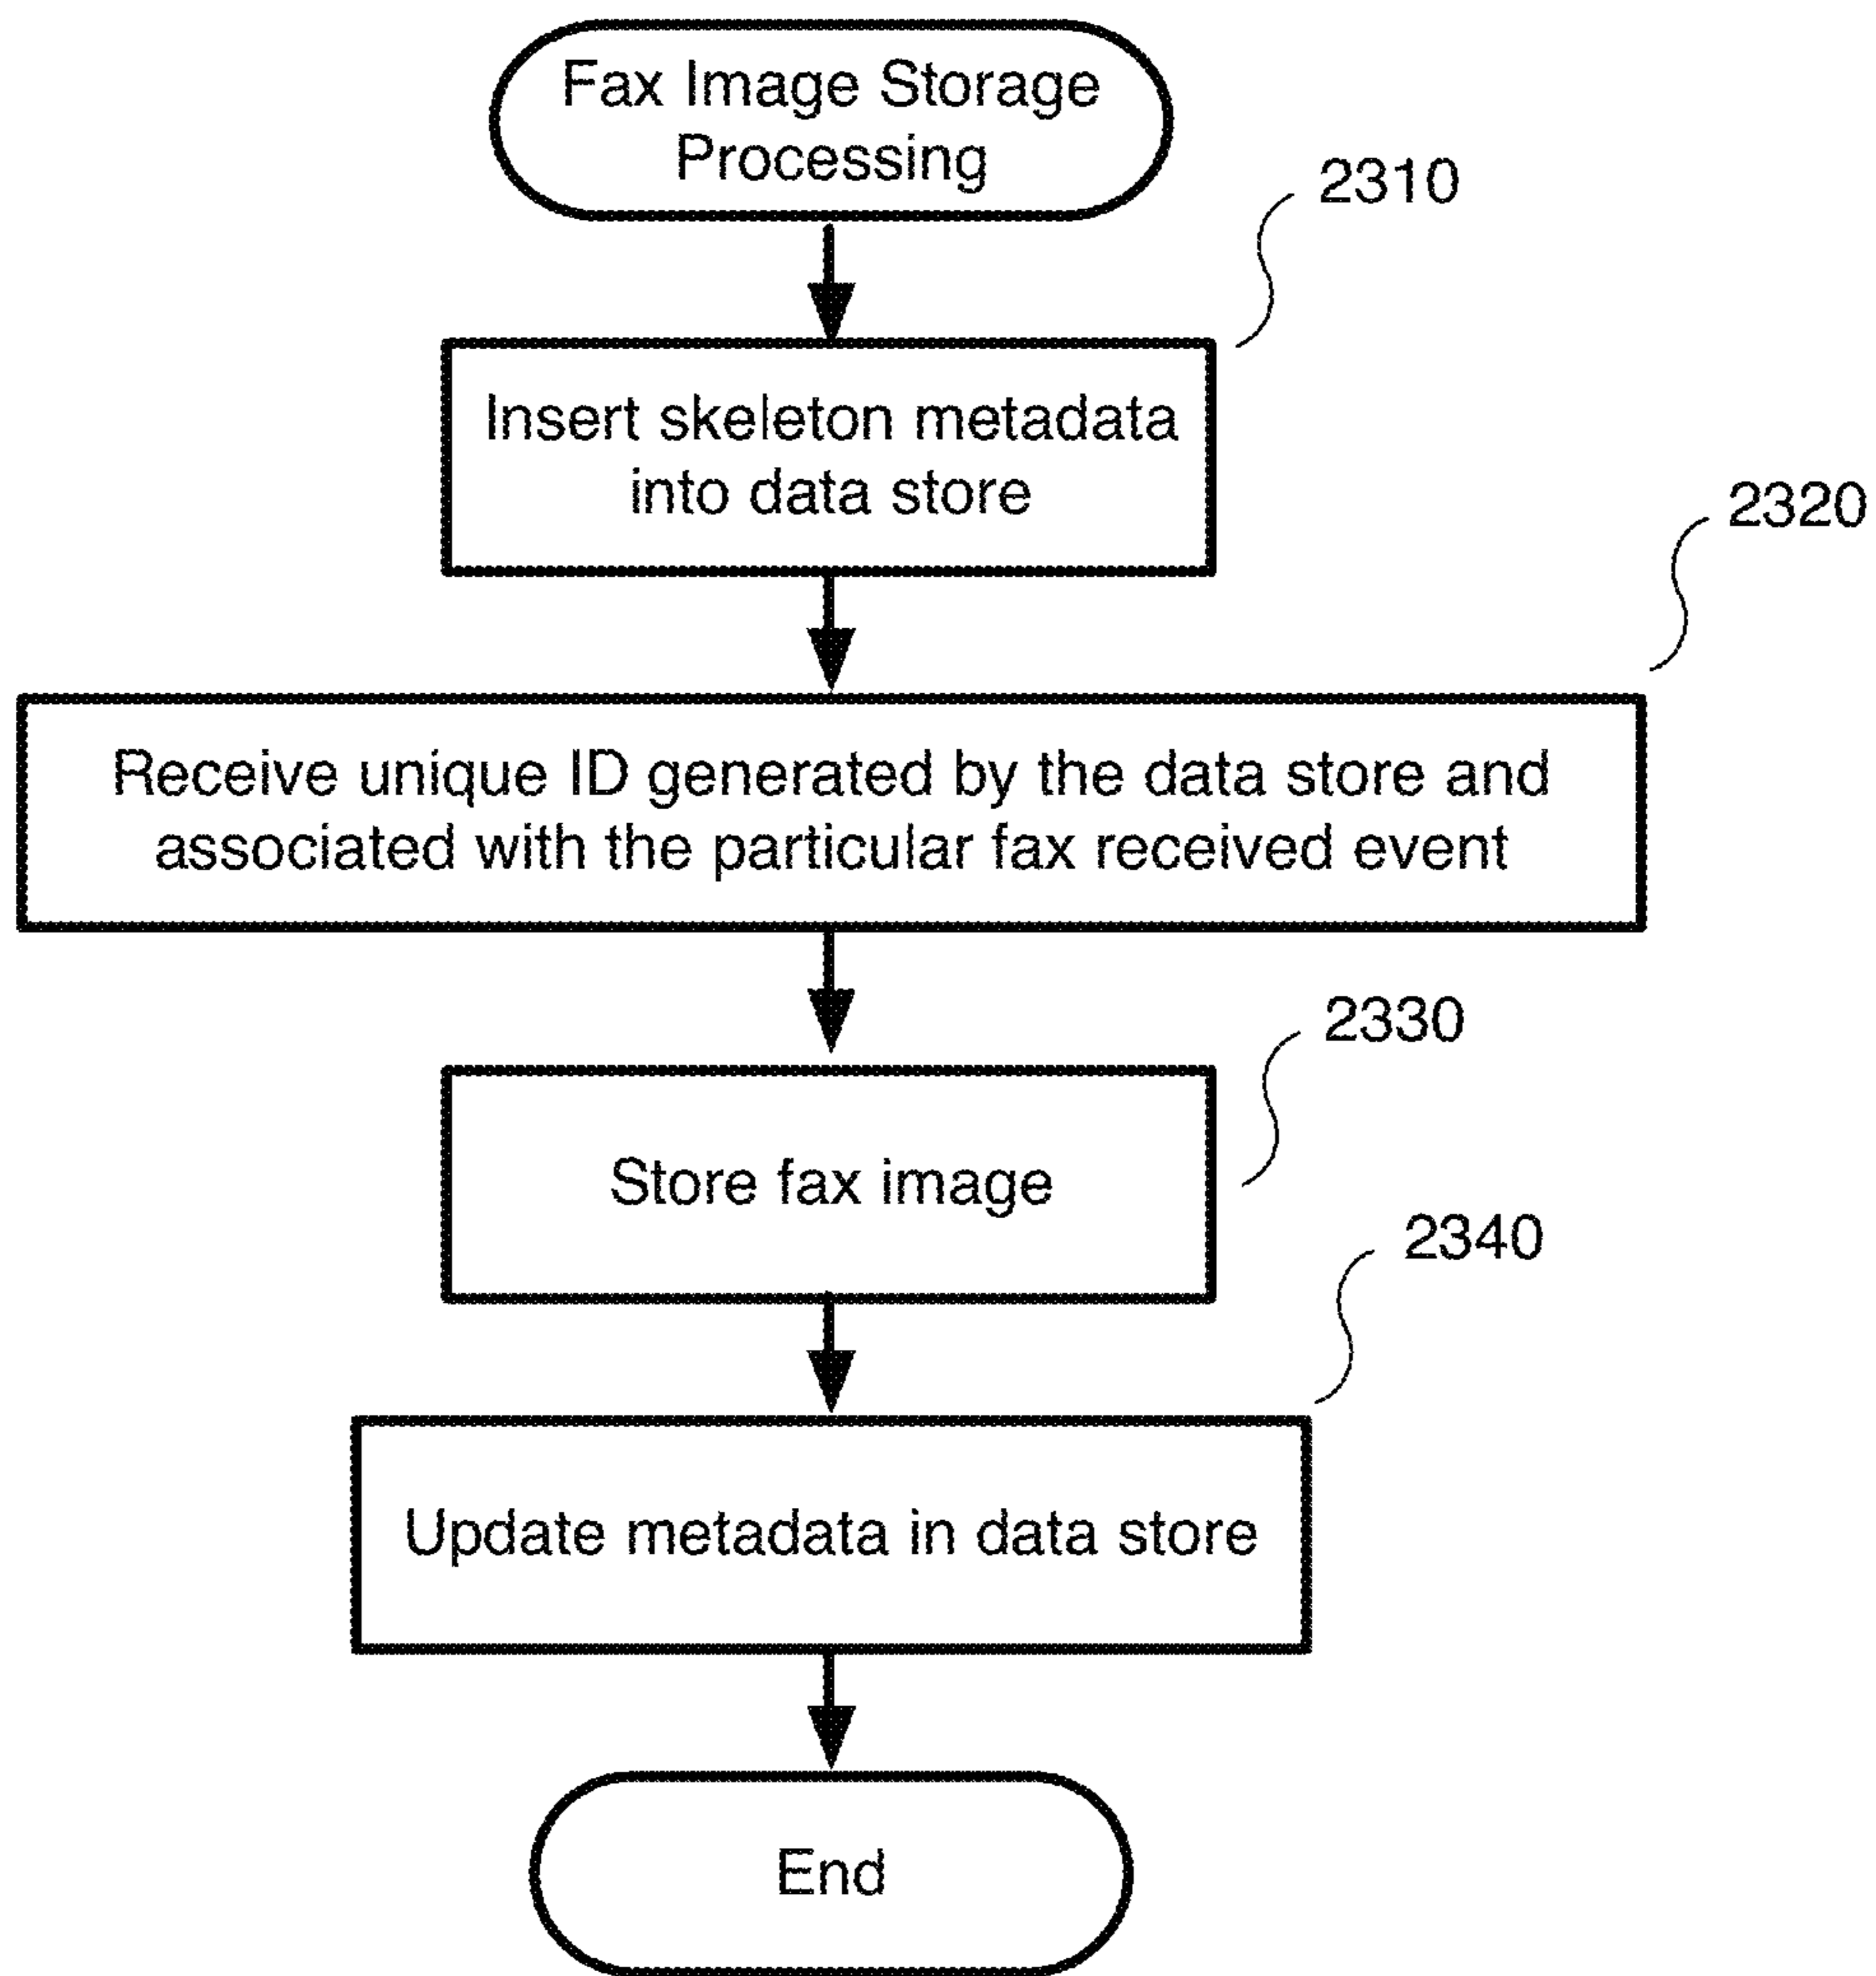 Fax Image Storage
Processing
2310
Insert skeleton metadata
into data store
2320
Receive unique ID generated by the data store and
associated with the particular fax received event
2330
Store fax image
2340
Update metadata in data store
End